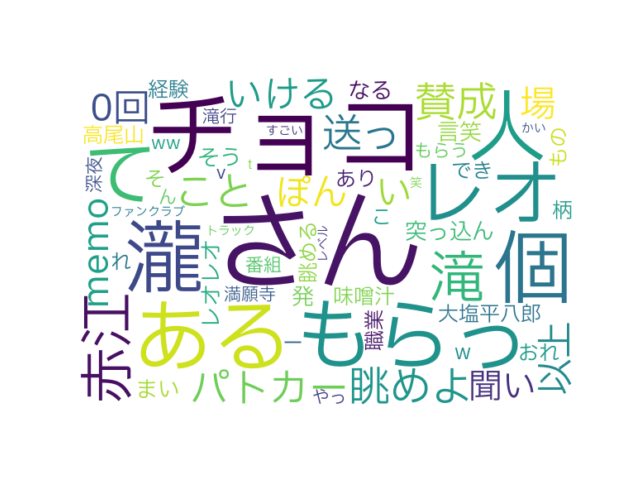 経験
0回
いける
なる
賛成
人
場
高尾山
滝行
チョコ
送っ
言笑
もの
かい
すごい
ww
そう
v
もらう
深夜
て
そ
ん
こと
ぽん
あり
い
でき
t
笑
レオ
柄
ファンクラブ
memo
瀧
さん
こ
突っ込ん
個
トラック
レベル
眺める
滝
れ
レオレオ
番組
満願寺
発
味噌汁
大塩平八郎
赤江
ある
もらっ
職業
ー
w
おれ
以上
まい
パトカー
やっ
眺めよ
聞い